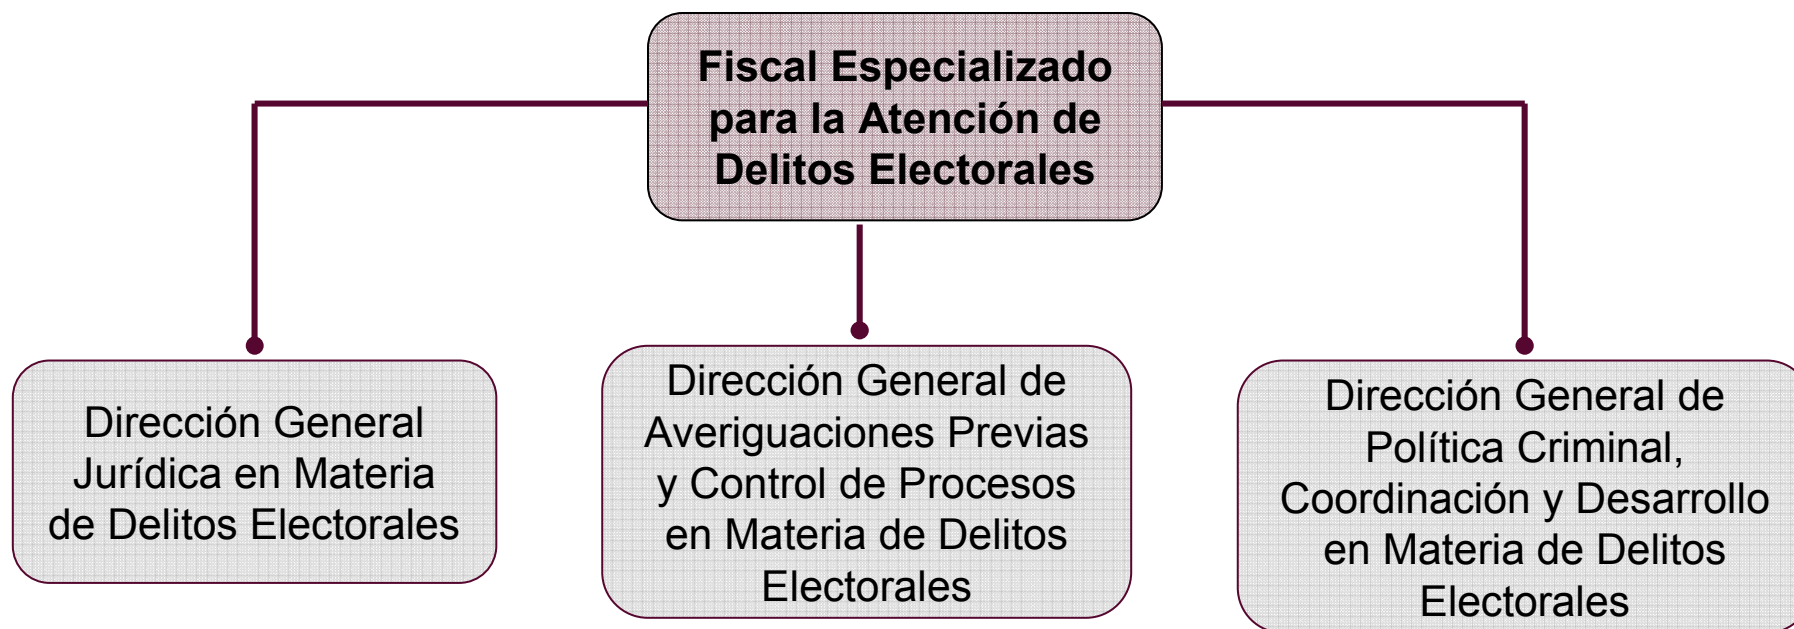 Fiscal Especializado
para la Atención de
Delitos Electorales
Dirección General
Jurídica en Materia
de Delitos Electorales
Dirección General de
Averiguaciones Previas
y Control de Procesos
en Materia de Delitos
Electorales
Dirección General de
Política Criminal,
Coordinación y Desarrollo
en Materia de Delitos
Electorales